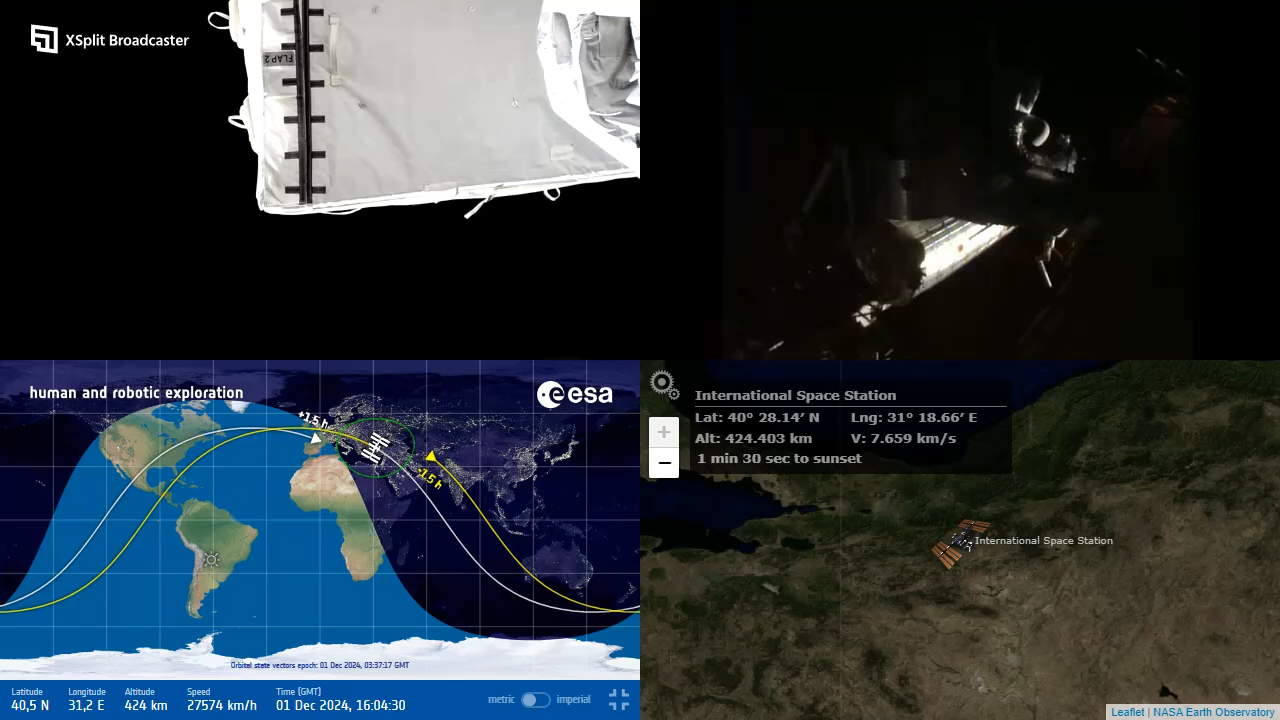 XSplit Broadcaster
FLAP 2
human and robotic exploration
esa
+1.5 h
-1.5 h
Orbital state vectors epoch: 01 Dec 2024, 03:37:17 GMT
Latitude
40,5 N
Longitude
31,2 E
Altitude
424 km
Speed
27574 km/h
Time (GMT)
01 Dec 2024, 16:04:30
metric
imperial
International Space Station
Lat: 40° 28.14′ N
Lng: 31° 18.66′ E
Alt: 424.403 km
V: 7.659 km/s
1 min 30 sec to sunset
+
−
International Space Station
Leaflet | NASA Earth Observatory